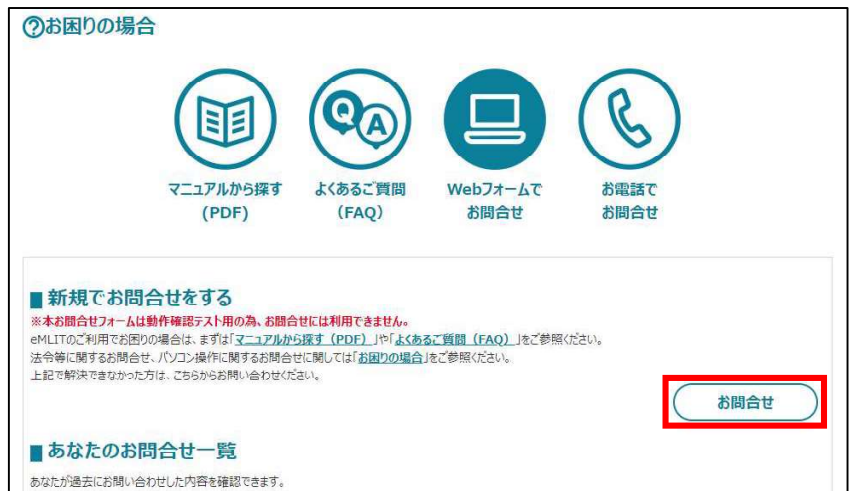 ?お困りの場合
Q A
マニュアルから探す
(PDF)
よくあるご質問
(FAQ)
Webフォームで
お問合せ
お電話で
お問合せ
■新規でお問合せをする
※本お問合せフォームは動作確認テスト用の為、お問合せには利用できません。
eMLITのご利用でお困りの場合は、まずは「マニュアルから探す（PDF）」や「よくあるご質問（FAQ）」をご参照ください。
法令等に関するお問合せ、パソコン操作に関するお問合せに関しては「お困りの場合」をご参照ください。
上記で解決できなかった方は、こちらからお問い合わせください。
お問合せ
■あなたのお問合せ一覧
あなたが過去にお問い合わせした内容を確認できます。